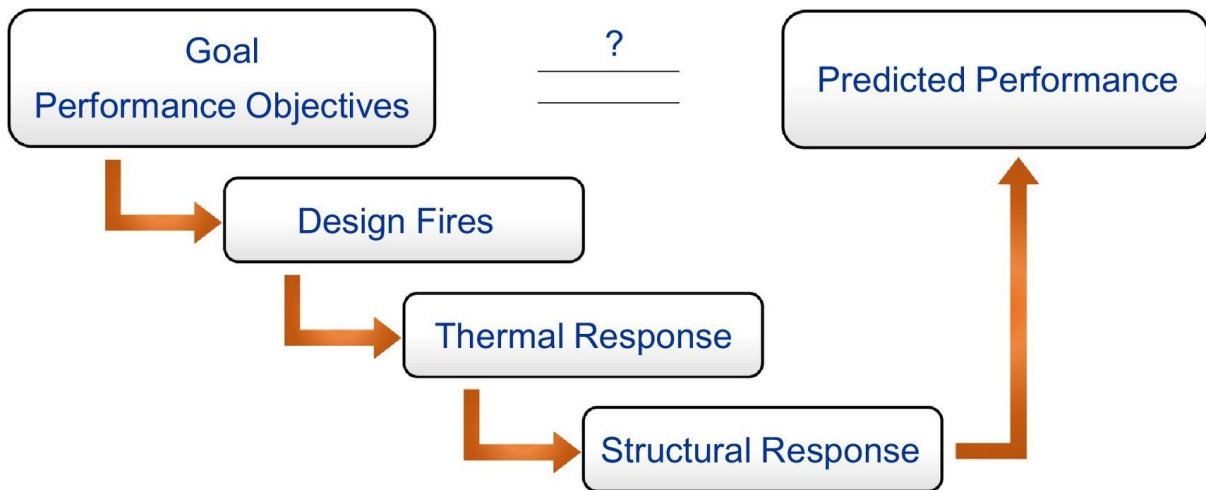 Goal
Performance Objectives
?
Predicted Performance
Design Fires
Thermal Response
Structural Response